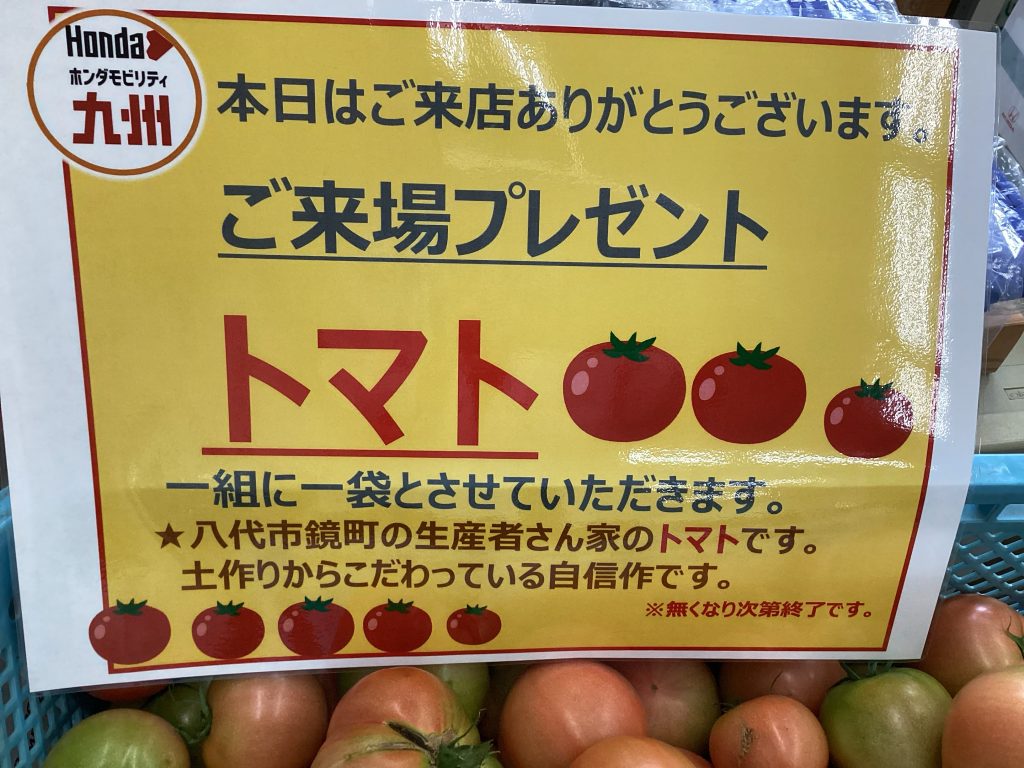 Honda
ホンダモビリティ
九州
本日はご来店ありがとうございます。
ご来場プレゼント
トマト
一組に一袋とさせていただきます。
★八代市鏡町の生産者さん家のトマトです。
土作りからこだわっている自信作です。
※無くなり次第終了です。